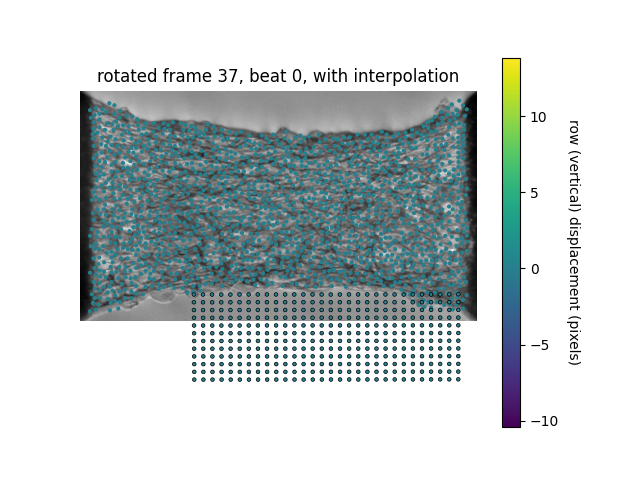 rotated frame 37, beat 0, with interpolation
10
5
0
−5
−10
row (vertical) displacement (pixels)